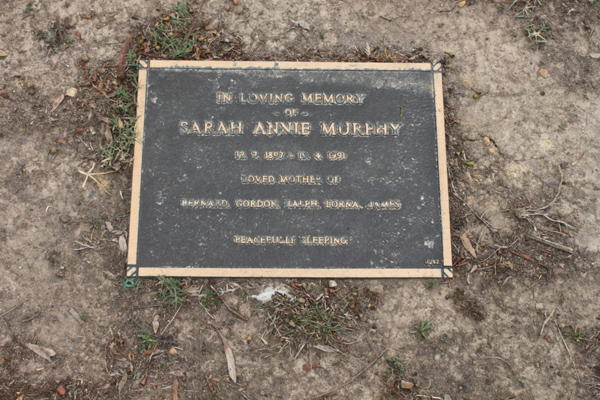 IN LOVING MEMORY
- OF -
SARAH ANNIE MURPHY
LOVED MOTHER OF
BERNARD, GORDON, RALPH, LORNA, JAMES
PEACEFULLY SLEEPING